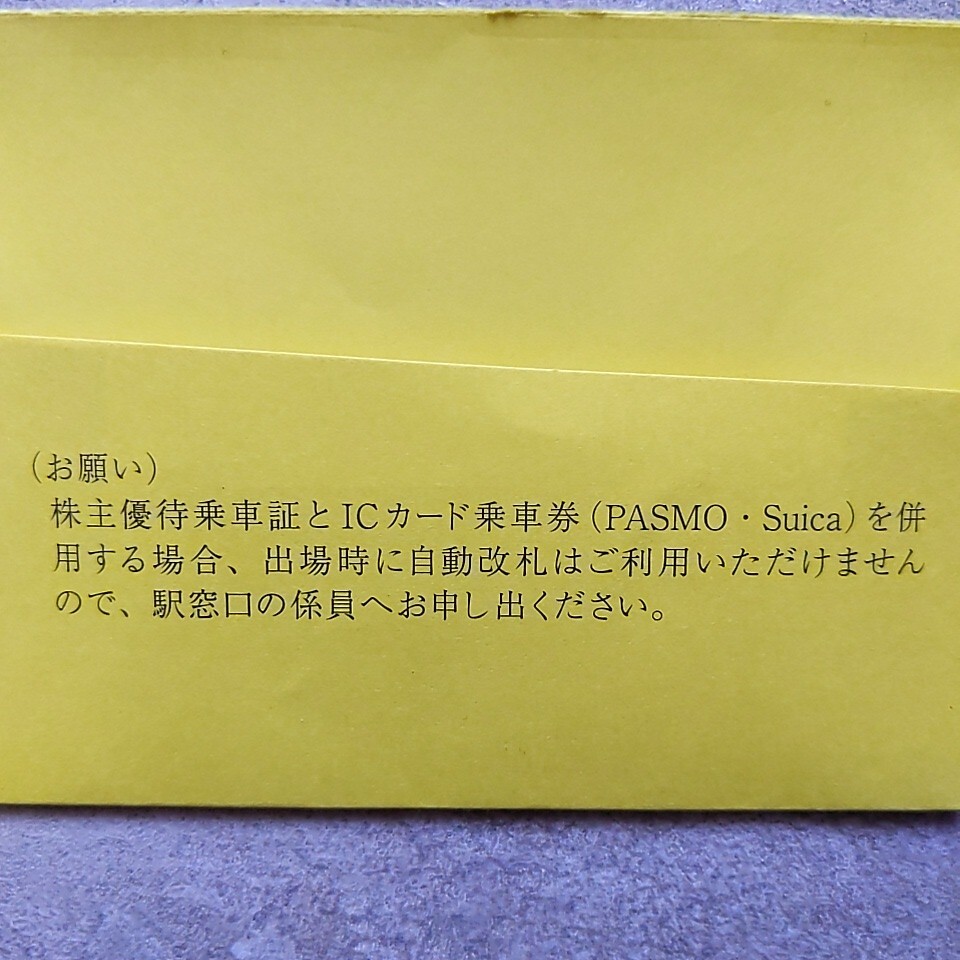 (お願い)
株主優待乗車証とICカード乗車券(PASMO・Suica)を併
用する場合、出場時に自動改札はご利用いただけません
ので、駅窓口の係員へお申し出ください。